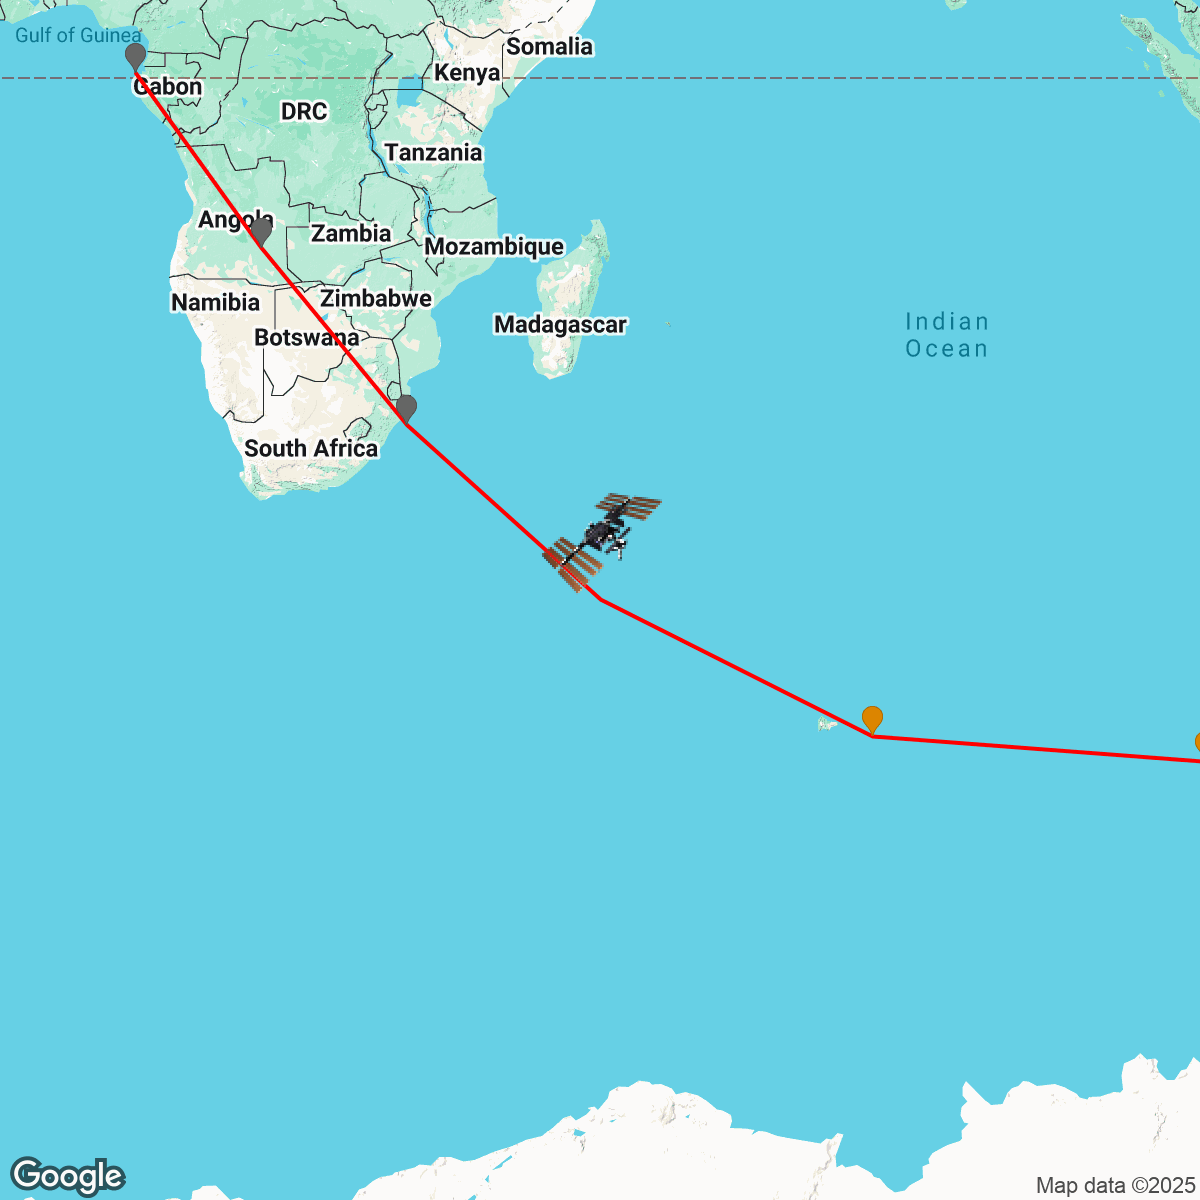 Gulf of Guinea
Somalia
Kenya
Gabon
DRC
Tanzania
Angola
Zambia
Mozambique
Namibia
Zimbabwe
Madagascar
Botswana
Indian
Ocean
South Africa
Google
Map data ©2025